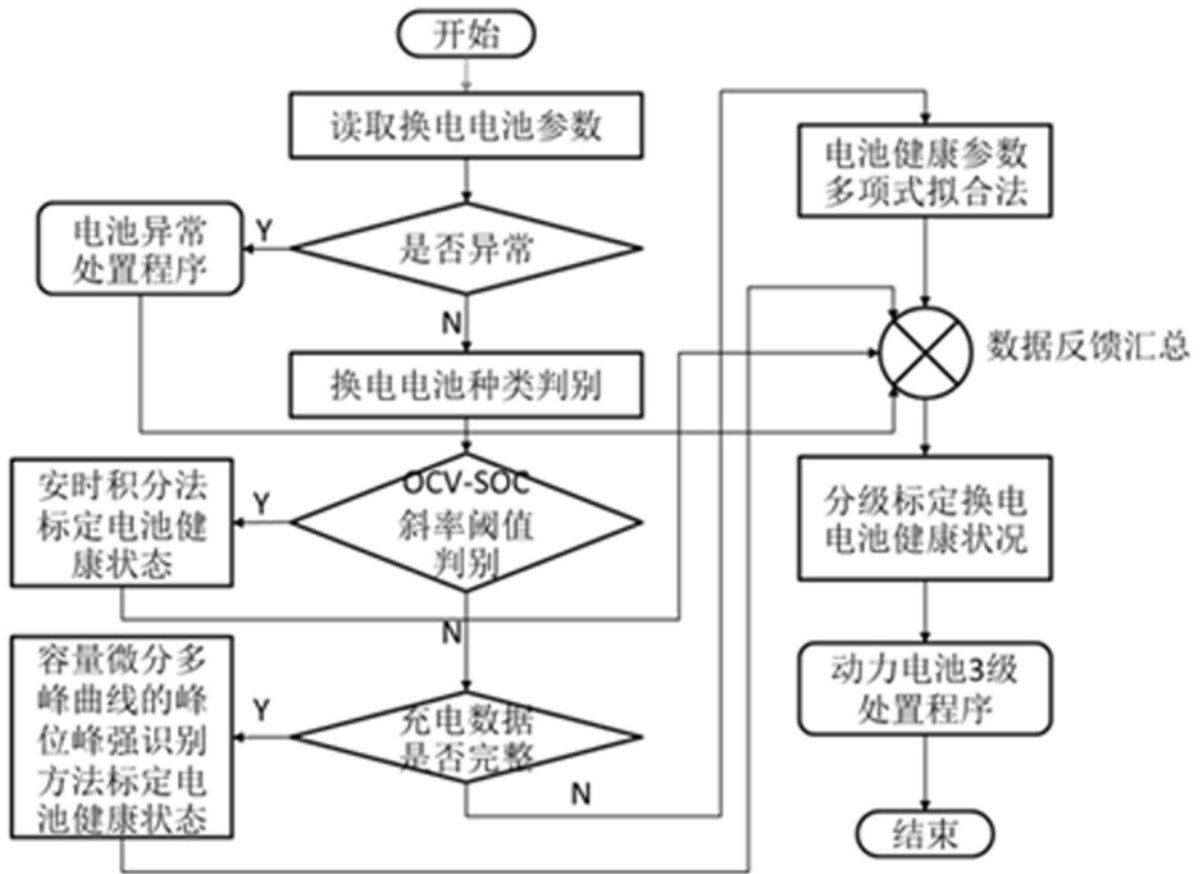 开始
读取换电电池参数
是否异常
Y
电池异常
处置程序
N
换电电池种类判别
OCV-SOC
斜率阈值
判别
Y
安时积分法
标定电池健
康状态
N
充电数据
是否完整
Y
容量微分多
峰曲线的峰
位峰强识别
方法标定电
池健康状态
N
电池健康参数
多项式拟合法
数据反馈汇总
分级标定换电
电池健康状况
动力电池3级
处置程序
结束